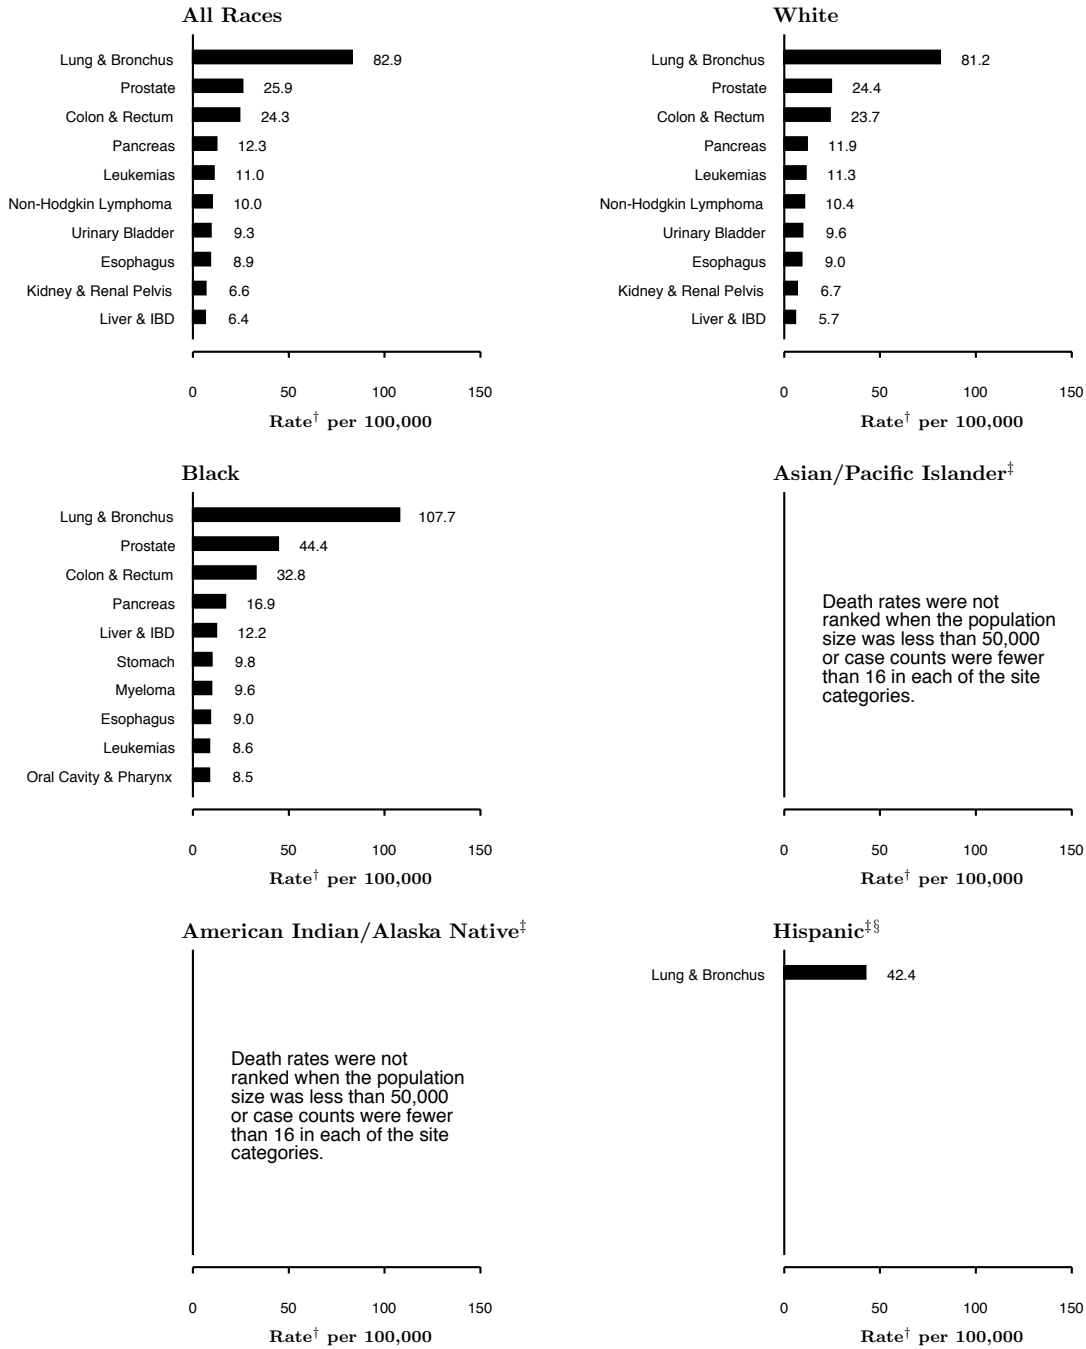 All Races
Lung & Bronchus 82.9
Prostate 25.9
Colon & Rectum 24.3
Pancreas 12.3
Leukemias 11.0
Non-Hodgkin Lymphoma 10.0
Urinary Bladder 9.3
Esophagus 8.9
Kidney & Renal Pelvis 6.6
Liver & IBD 6.4
0 50 100 150
Rate† per 100,000
White
Lung & Bronchus 81.2
Prostate 24.4
Colon & Rectum 23.7
Pancreas 11.9
Leukemias 11.3
Non-Hodgkin Lymphoma 10.4
Urinary Bladder 9.6
Esophagus 9.0
Kidney & Renal Pelvis 6.7
Liver & IBD 5.7
0 50 100 150
Rate† per 100,000
Black
Lung & Bronchus 107.7
Prostate 44.4
Colon & Rectum 32.8
Pancreas 16.9
Liver & IBD 12.2
Stomach 9.8
Myeloma 9.6
Esophagus 9.0
Leukemias 8.6
Oral Cavity & Pharynx 8.5
0 50 100 150
Rate† per 100,000
Asian/Pacific Islander‡
Death rates were not
ranked when the population
size was less than 50,000
or case counts were fewer
than 16 in each of the site
categories.
0 50 100 150
Rate† per 100,000
American Indian/Alaska Native‡
Death rates were not
ranked when the population
size was less than 50,000
or case counts were fewer
than 16 in each of the site
categories.
0 50 100 150
Rate† per 100,000
Hispanic‡§
Lung & Bronchus 42.4
0 50 100 150
Rate† per 100,000